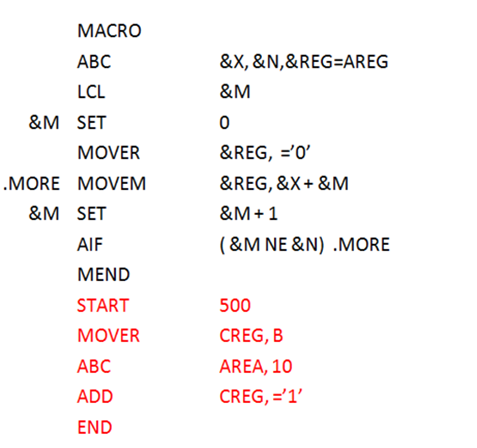 MACRO
ABC &X, &N,&REG=AREG
LCL &M
&M SET 0
MOVER &REG, =’0’
.MORE MOVEM &REG, &X + &M
&M SET &M + 1
AIF ( &M NE &N) .MORE
MEND
START 500
MOVER CREG, B
ABC AREA, 10
ADD CREG, =’1’
END